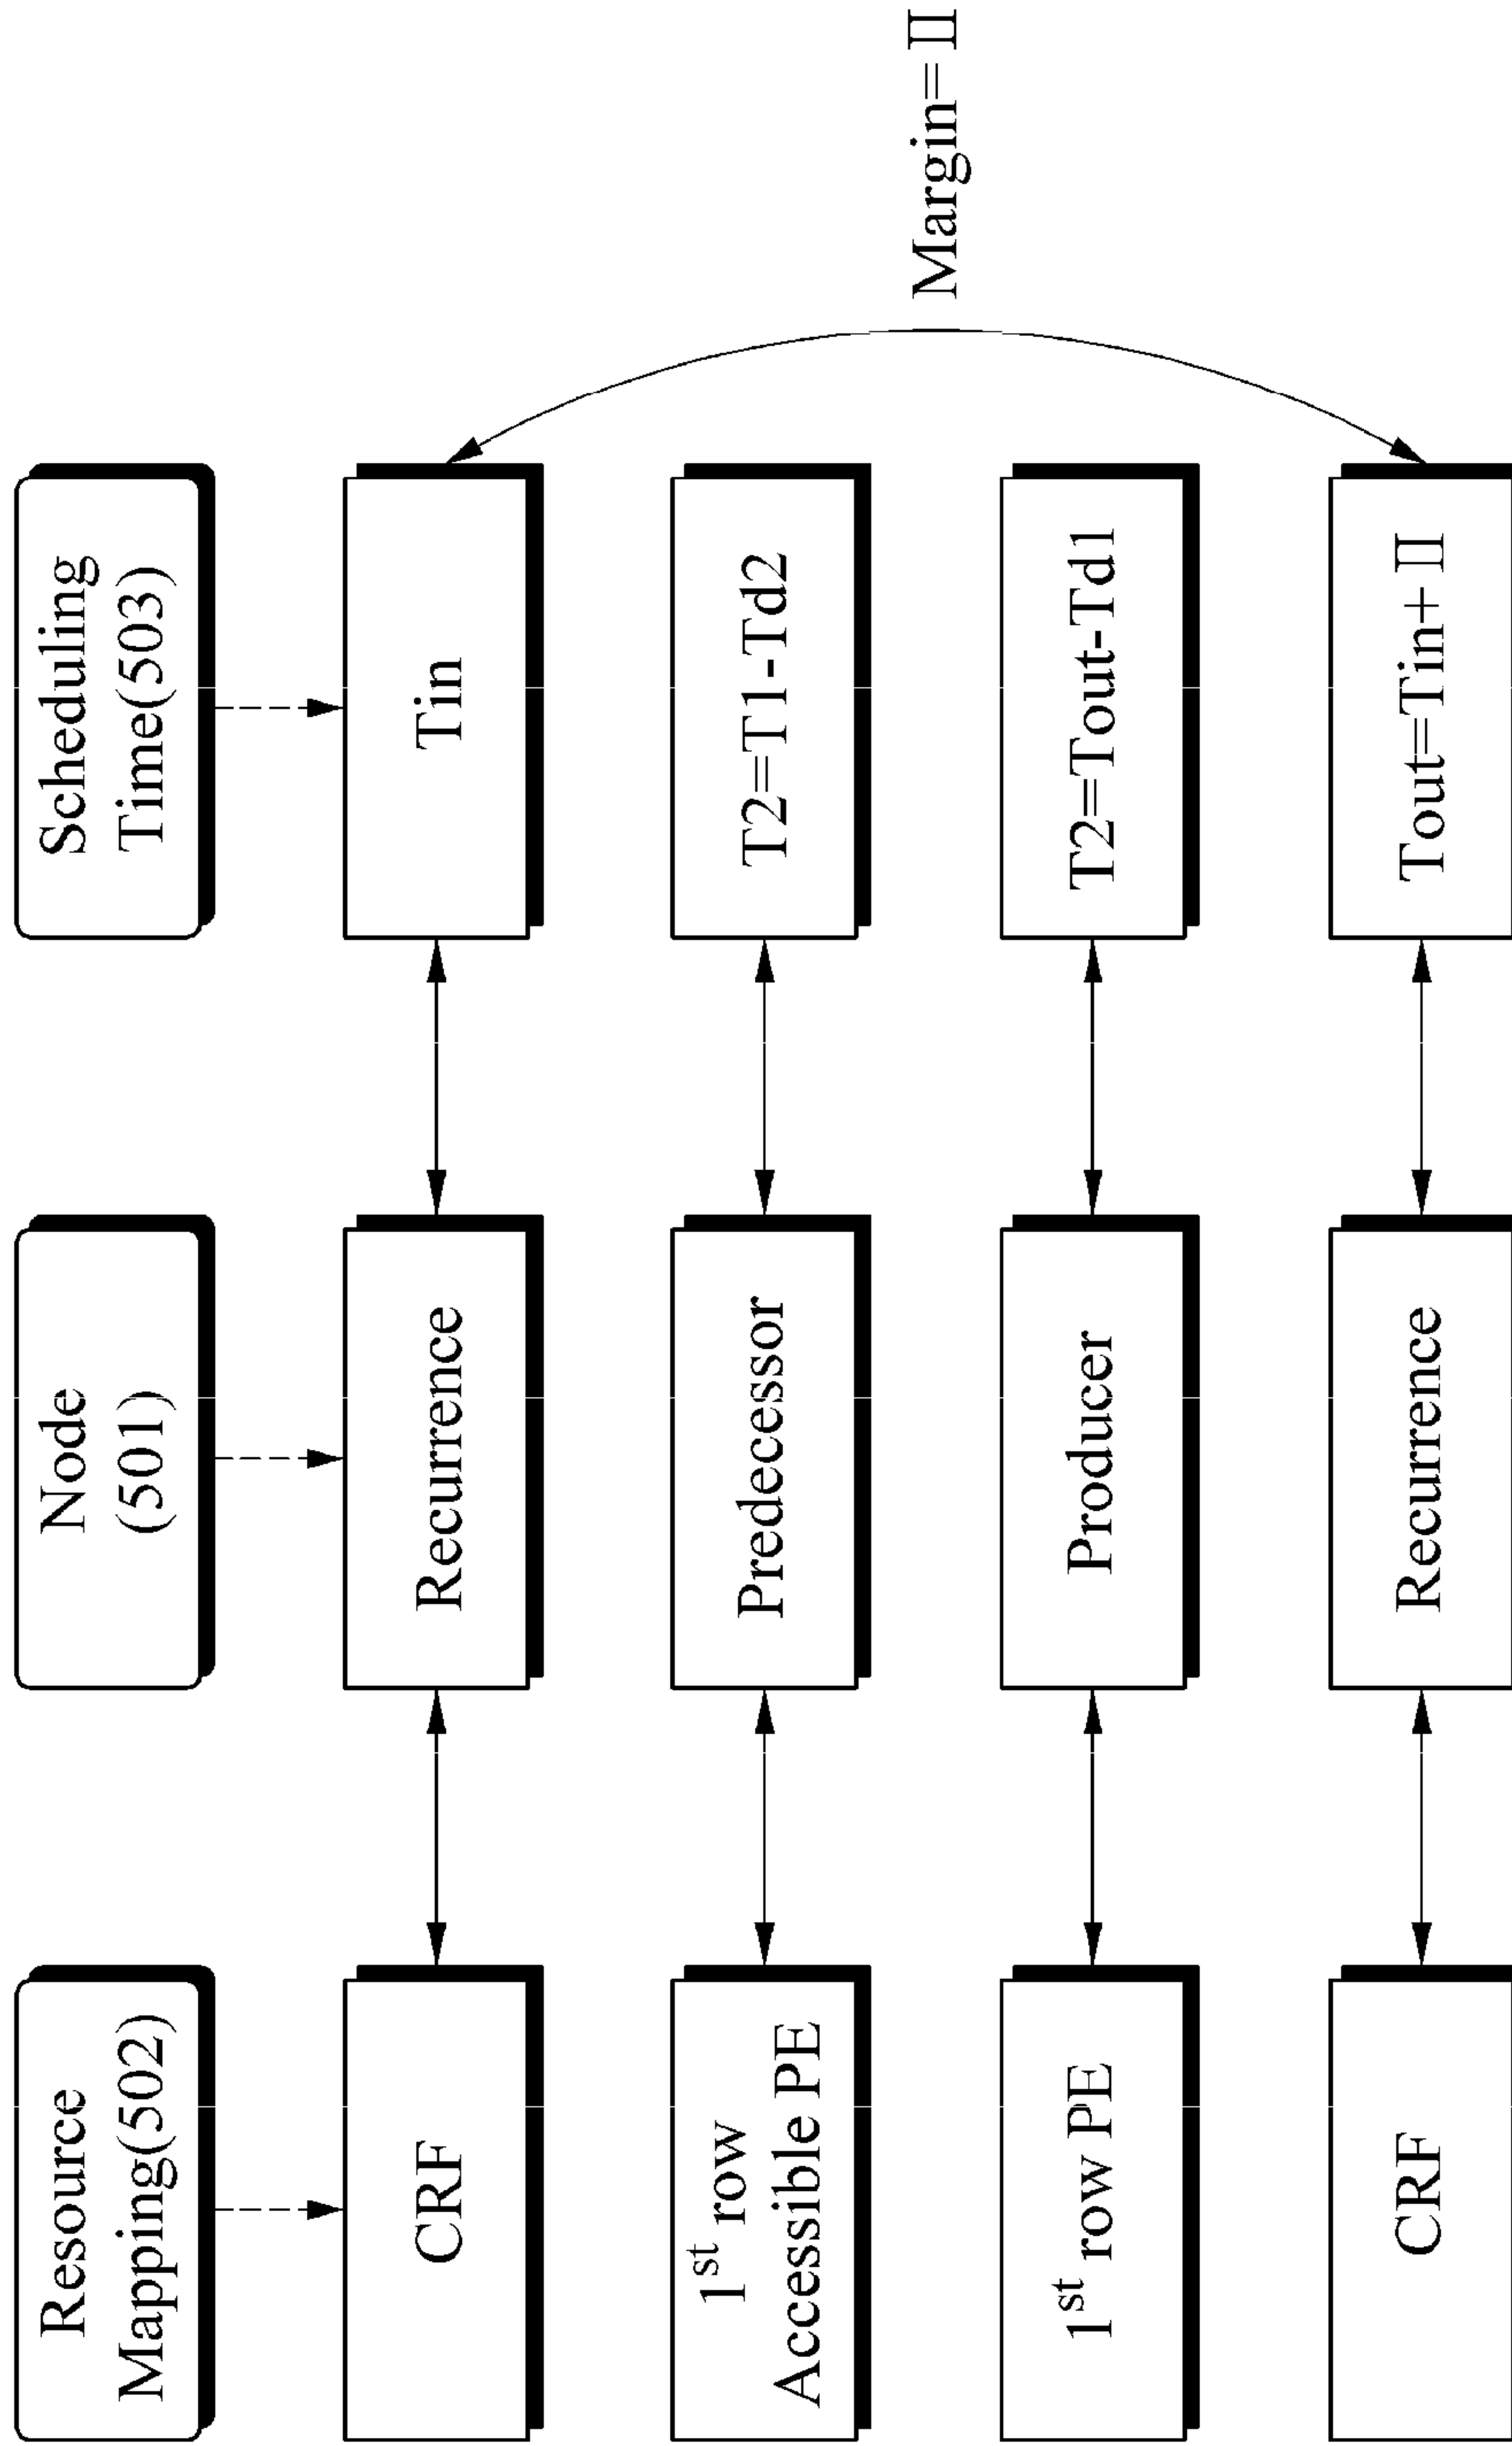 Resource
Mapping(502)
Node
(501)
Scheduling
Time(503)
CRF
Recurrence
Tin
1st row
Accessible PE
Predecessor
T2=T1-Td2
1st row PE
Producer
T2=Tout-Td1
Margin= II
CRF
Recurrence
Tout=Tin+ II